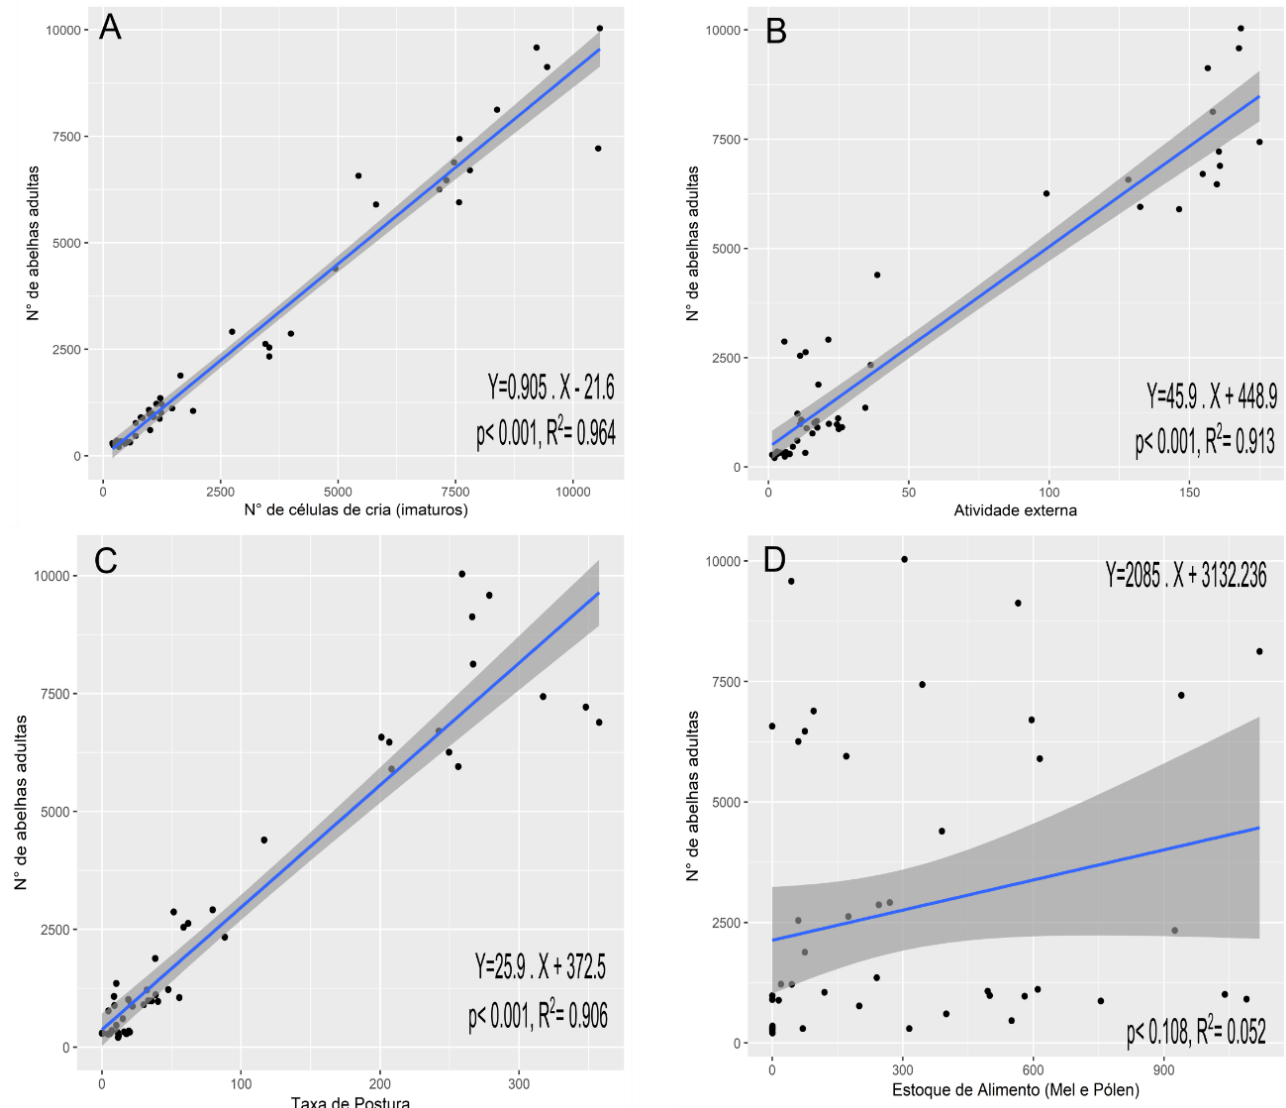 A
10000
7500
5000
2500
0
N° de abelhas adultas
Y=0.905 . X - 21.6
p< 0.001, R²= 0.964
0 2500 5000 7500 10000
N° de células de cria (imaturos)
B
10000
7500
5000
2500
0
N° de abelhas adultas
Y=45.9 . X + 448.9
p< 0.001, R²= 0.913
0 50 100 150
Atividade externa
C
10000
7500
5000
2500
0
N° de abelhas adultas
Y=25.9 . X + 372.5
p< 0.001, R²= 0.906
0 100 200 300
Taxa de Postura
D
10000
7500
5000
2500
0
N° de abelhas adultas
Y=2085 . X + 3132.236
p< 0.108, R²= 0.052
0 300 600 900
Estoque de Alimento (Mel e Pólen)